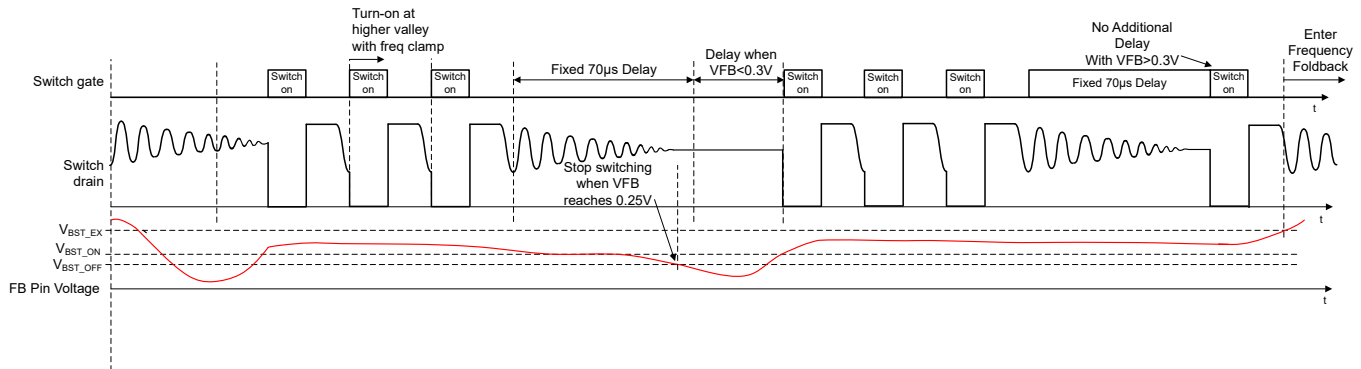 Turn-on at
higher valley
with freq clamp
No Additional
Delay
With VFB>0.3V
Enter
Frequency
Foldback
Delay when
VFB<0.3V
Fixed 70µs Delay
Switch gate
Switch
on
Switch
on
Switch
on
Switch
on
Switch
on
Switch
on
Fixed 70µs Delay
Switch
on
t
Switch
drain
Stop switching
when VFB
reaches 0.25V
t
VBST_EX
VBST_ON
VBST_OFF
FB Pin Voltage
t